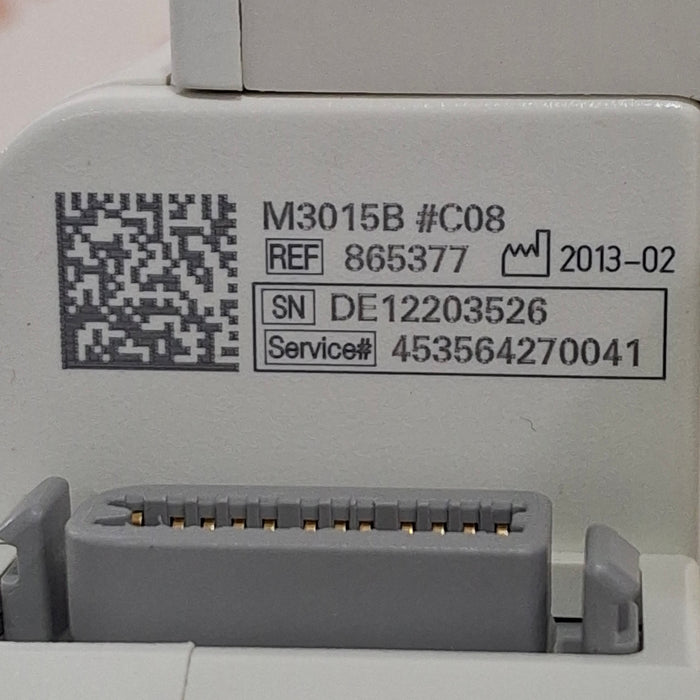 M3015B #C08
REF 865377 2013-02
SN DE12203526
Service# 453564270041